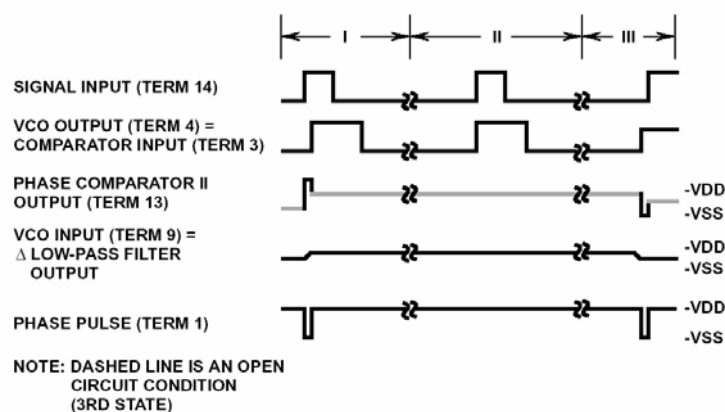 I II III
SIGNAL INPUT (TERM 14)
VCO OUTPUT (TERM 4) =
COMPARATOR INPUT (TERM 3)
PHASE COMPARATOR II
OUTPUT (TERM 13)
-VDD
-VSS
VCO INPUT (TERM 9) =
Δ LOW-PASS FILTER
OUTPUT
-VDD
-VSS
PHASE PULSE (TERM 1)
-VDD
-VSS
NOTE: DASHED LINE IS AN OPEN
CIRCUIT CONDITION
(3RD STATE)